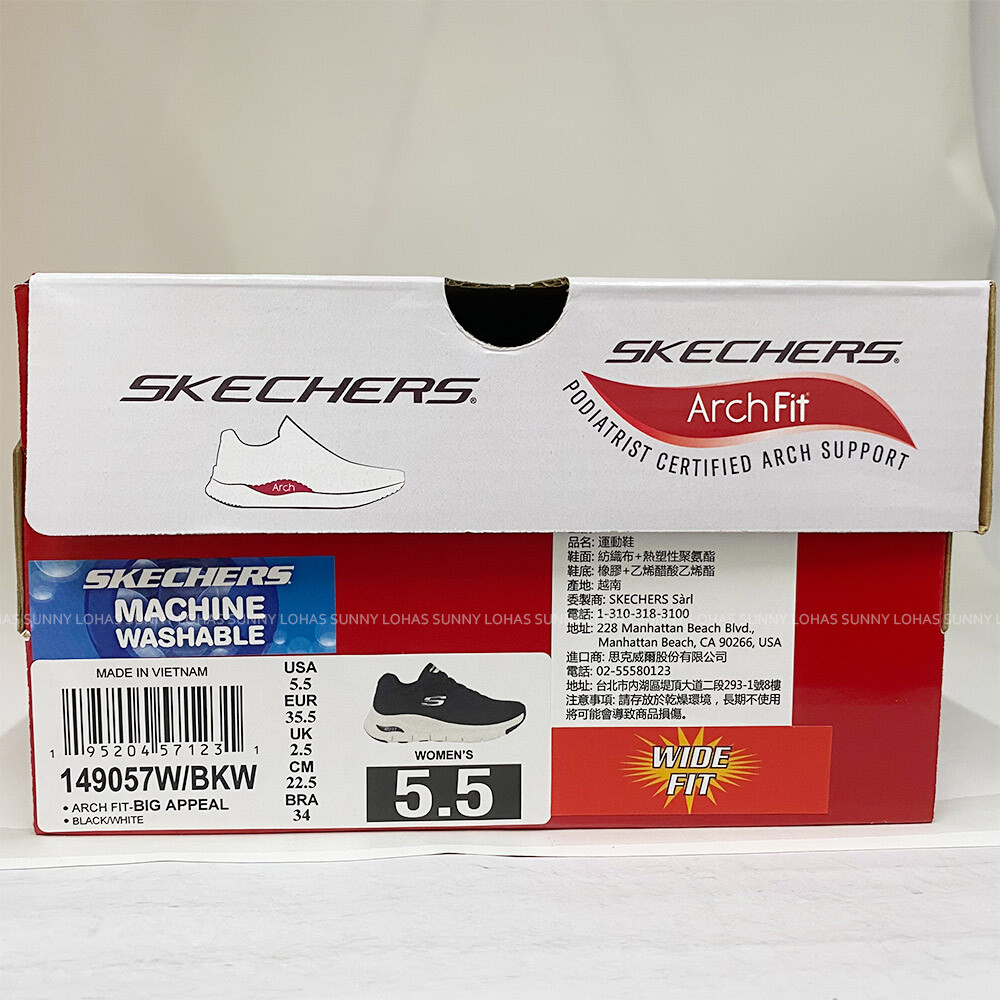 SKECHERS
Arch
SKECHERS
Arch Fit
PODIATRIST CERTIFIED ARCH SUPPORT
SKECHERS
MACHINE
WASHABLE
品名: 運動鞋
鞋面: 紡織布+熱塑性聚氨酯
鞋底: 橡膠+乙烯醋酸乙烯酯
產地: 越南
委製商: SKECHERS Sàrl
電話: 1-310-318-3100
地址: 228 Manhattan Beach Blvd.,
Manhattan Beach, CA 90266, USA
進口商: 思克威爾股份有限公司
電話: 02-55580123
地址: 台北市內湖區堤頂大道二段293-1號8樓
注意事項: 請存放於乾燥環境，長期不使用
將可能會導致商品損傷。
HAS SUNNY LOHAS SUNNY LOHAS SUNNY LOHAS SUNNY LOHAS SUNNY LOHAS SUNNY LOHAS SUNNY LOHAS SUNNY
MADE IN VIETNAM
1 95204 57123 1
149057W/BKW
• ARCH FIT-BIG APPEAL
• BLACK/WHITE
USA
5.5
EUR
35.5
UK
2.5
CM
22.5
BRA
34
WOMEN'S
5.5
WIDE
FIT